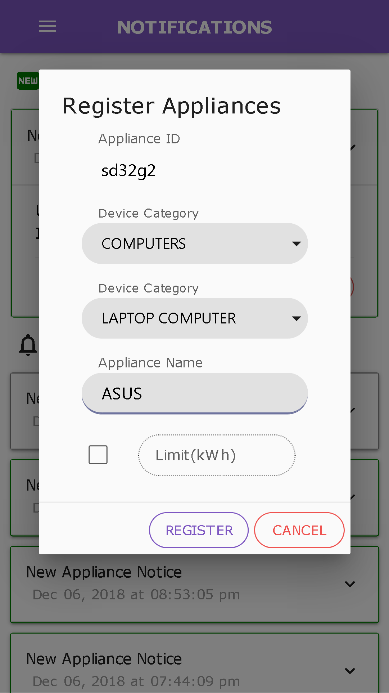 NOTIFICATIONS
NEW
Register Appliances
Appliance ID
sd32g2
Device Category
COMPUTERS
Device Category
LAPTOP COMPUTER
Appliance Name
ASUS
Limit(kWh)
REGISTER
CANCEL
New Appliance Notice
Dec 06, 2018 at 08:53:05 pm
New Appliance Notice
Dec 06, 2018 at 07:44:09 pm